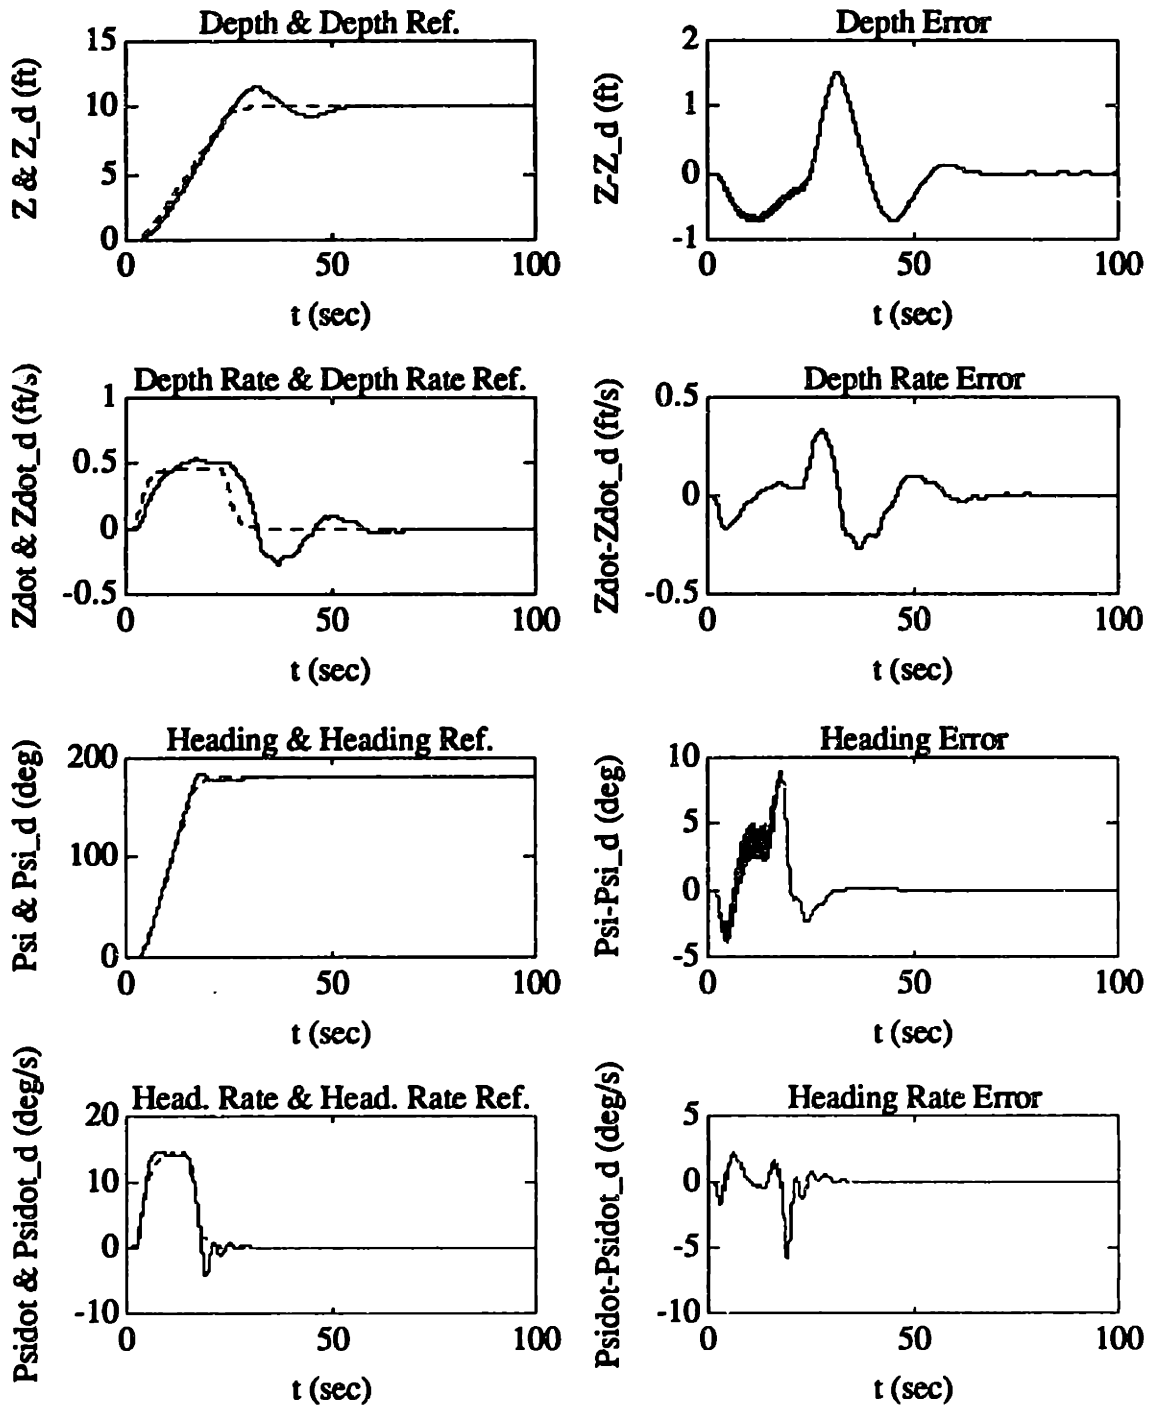 Depth & Depth Ref.
Z & Z_d (ft)
15
10
5
0
0 50 100
t (sec)
Depth Error
Z-Z_d (ft)
2
1
0
-1
0 50 100
t (sec)
Depth Rate & Depth Rate Ref.
Zdot & Zdot_d (ft/s)
1
0.5
0
-0.5
0 50 100
t (sec)
Depth Rate Error
Zdot-Zdot_d (ft/s)
0.5
0
-0.5
0 50 100
t (sec)
Heading & Heading Ref.
Psi & Psi_d (deg)
200
100
0
0 50 100
t (sec)
Heading Error
Psi-Psi_d (deg)
10
5
0
-5
0 50 100
t (sec)
Head. Rate & Head. Rate Ref.
Psidot & Psidot_d (deg/s)
20
10
0
-10
0 50 100
t (sec)
Heading Rate Error
Psidot-Psidot_d (deg/s)
5
0
-5
-10
0 50 100
t (sec)